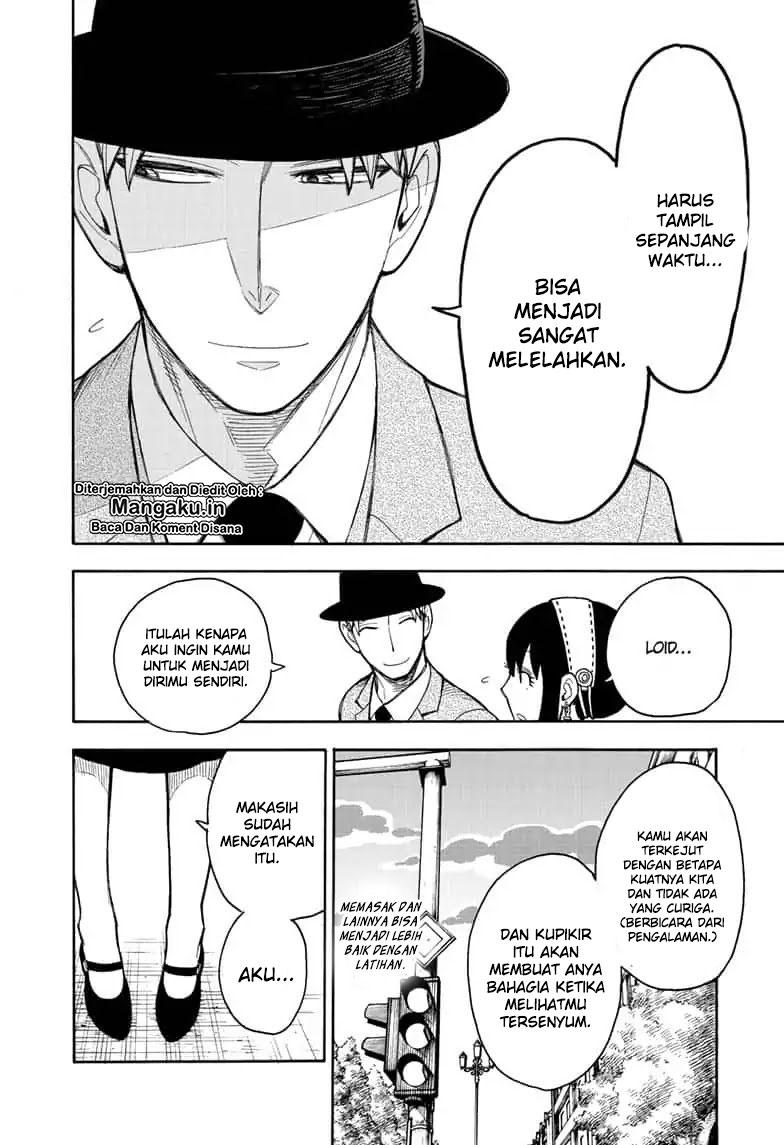 HARUS
TAMPIL
SEPANJANG
WAKTU...
BISA
MENJADI
SANGAT
MELELAHKAN.
Diterjemahkan dan Diedit Oleh :
Mangaku.in
Baca Dan Koment Disana
LOID...
ITULAH KENAPA
AKU INGIN KAMU
UNTUK MENJADI
DIRIMU SENDIRI.
KAMU AKAN
TERKEJUT
DENGAN BETAPA
KUATNYA KITA
DAN TIDAK ADA
YANG CURIGA.
(BERBICARA DARI
PENGALAMAN.)
DAN KUPIKIR
ITU AKAN
MEMBUAT ANYA
BAHAGIA KETIKA
MELIHATMU
TERSENYUM.
MEMASAK DAN
LAINNYA BISA
MENJADI LEBIH
BAIK DENGAN
LATIHAN.
MAKASIH
SUDAH
MENGATAKAN
ITU.
AKU...